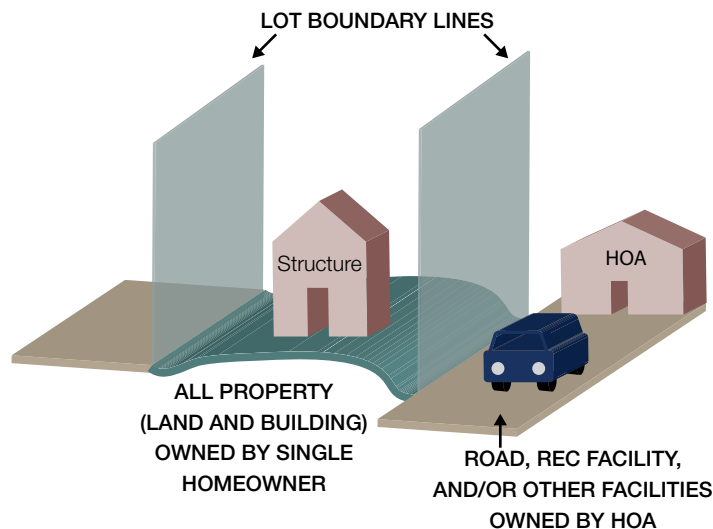 LOT BOUNDARY LINES
Structure
HOA
ALL PROPERTY
(LAND AND BUILDING)
OWNED BY SINGLE
HOMEOWNER
ROAD, REC FACILITY,
AND/OR OTHER FACILITIES
OWNED BY HOA